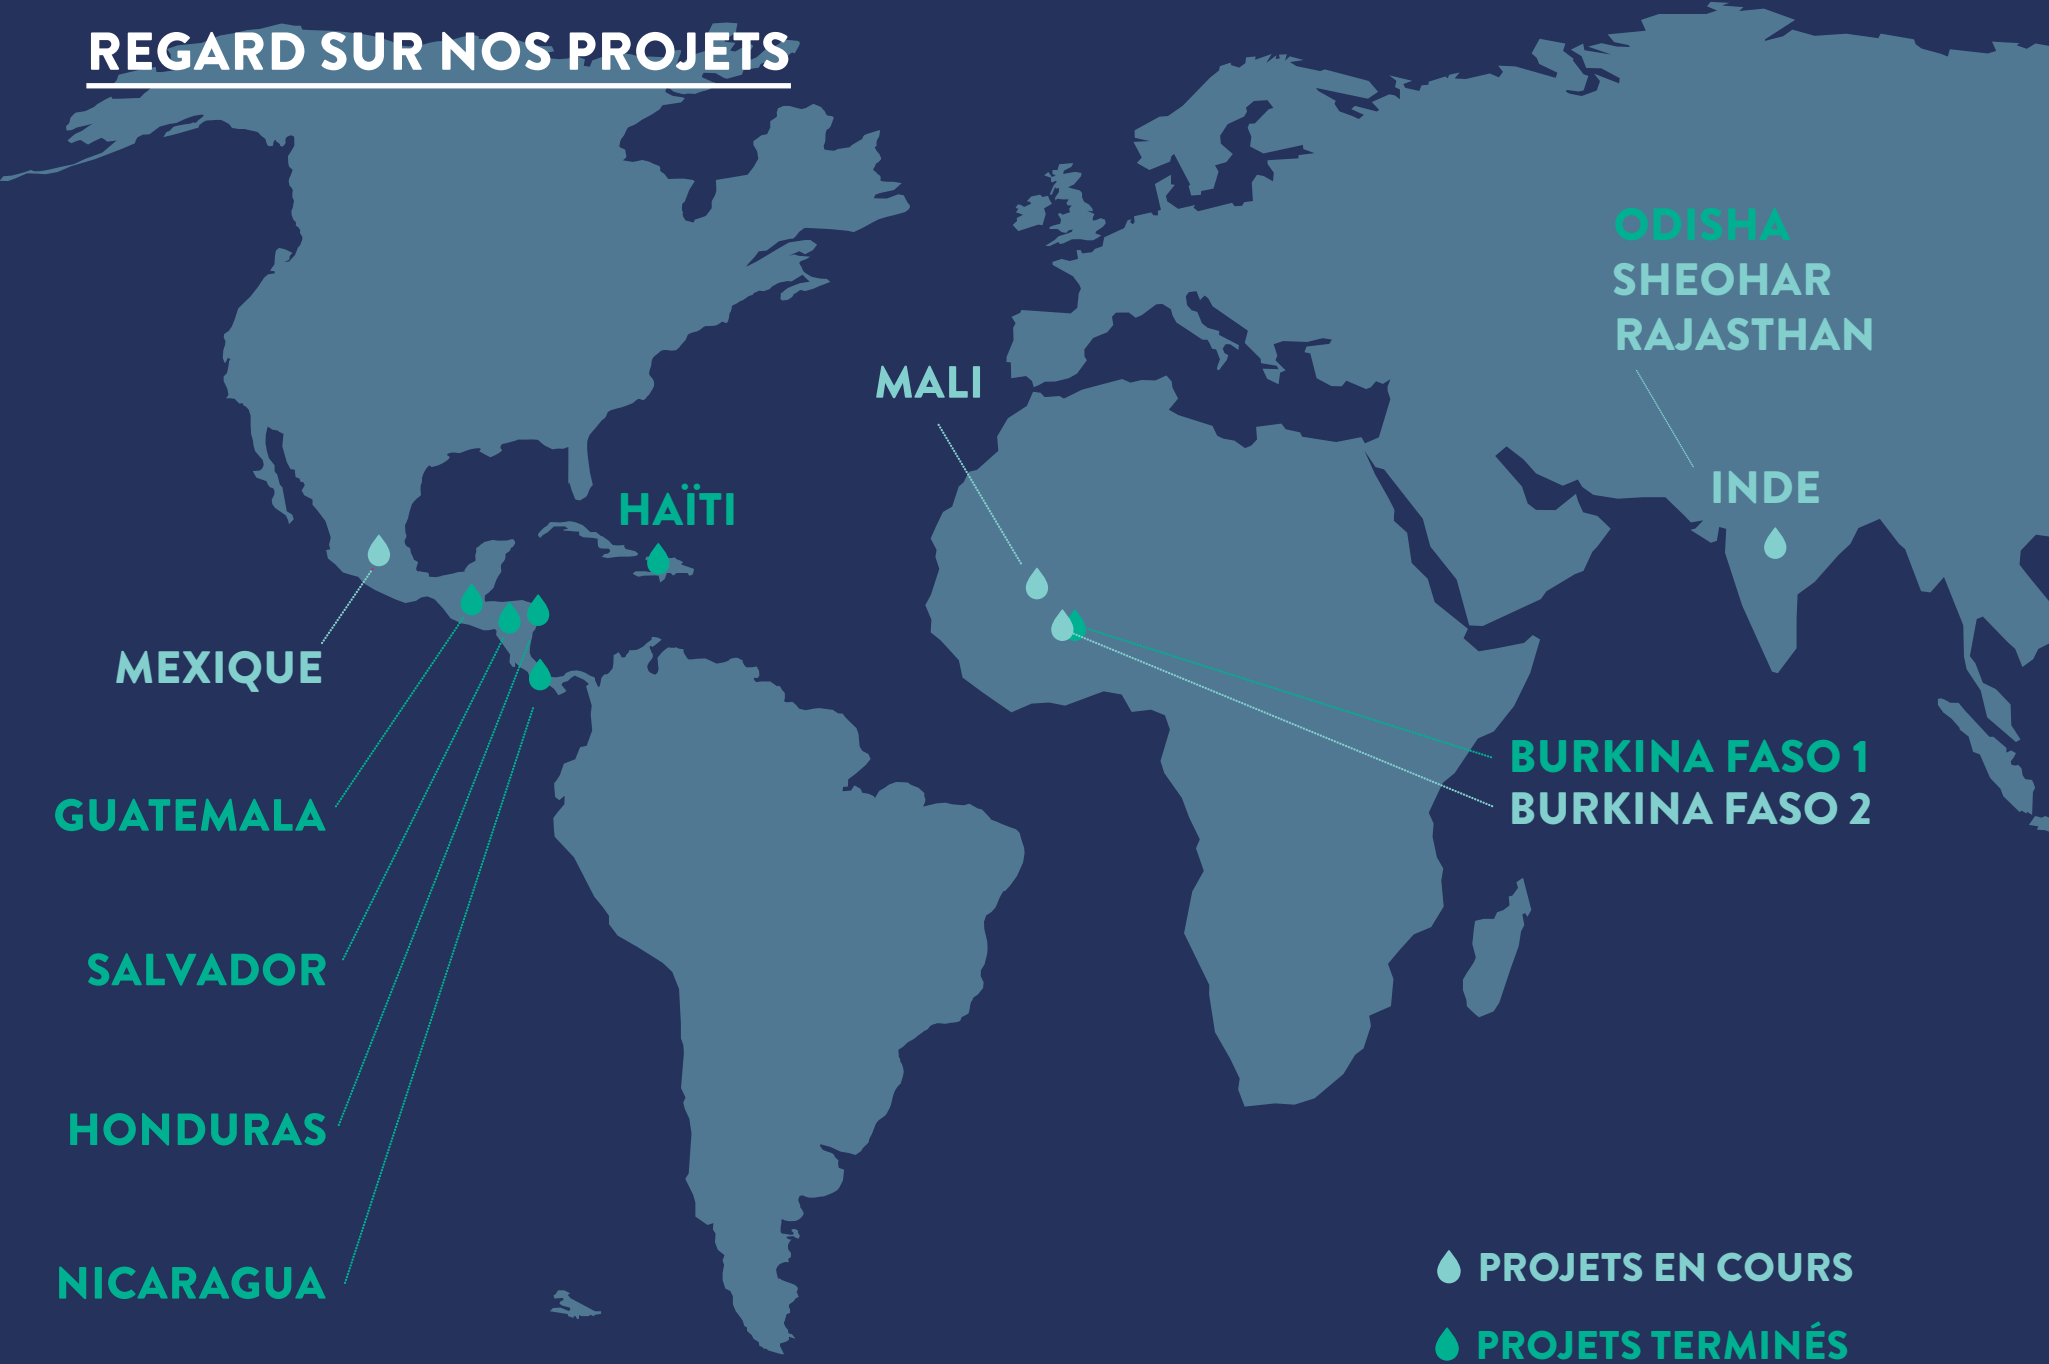 REGARD SUR NOS PROJETS
ODISHA
SHEOHAR
RAJASTHAN
MALI
INDE
HAÏTI
MEXIQUE
BURKINA FASO 1
BURKINA FASO 2
GUATEMALA
SALVADOR
HONDURAS
NICARAGUA
PROJETS EN COURS
PROJETS TERMINÉS